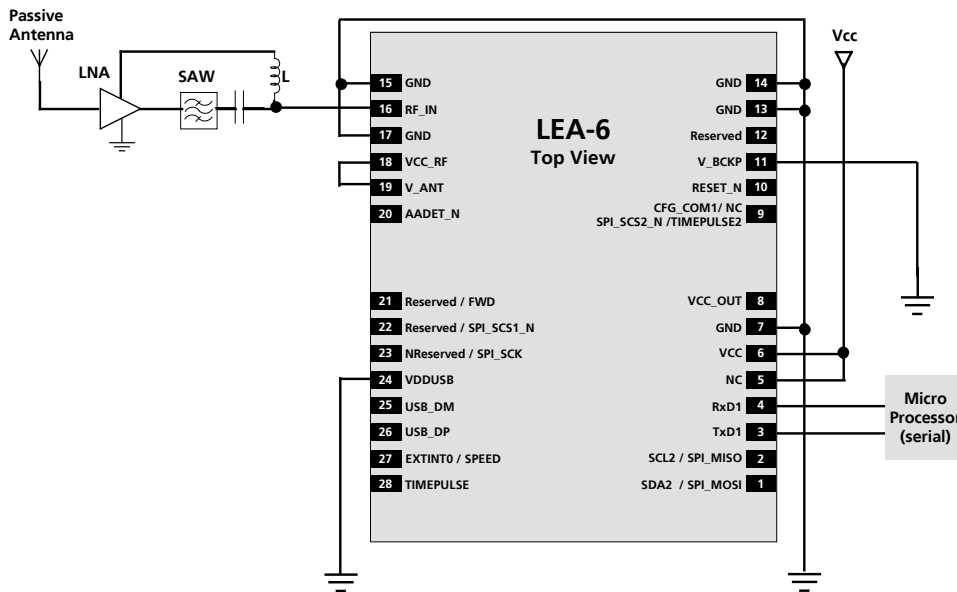 Passive
Antenna
LNA
SAW
L
Vcc
LEA-6
Top View
15 GND
16 RF_IN
17 GND
18 VCC_RF
19 V_ANT
20 AADET_N
21 Reserved / FWD
22 Reserved / SPI_SCS1_N
23 NReserved / SPI_SCK
24 VDDUSB
25 USB_DM
26 USB_DP
27 EXTINT0 / SPEED
28 TIMEPULSE
GND 14
GND 13
Reserved 12
V_BCKP 11
RESET_N 10
CFG_COM1/ NC
SPI_SCS2_N /TIMEPULSE2 9
VCC_OUT 8
GND 7
VCC 6
NC 5
RxD1 4
TxD1 3
SCL2 / SPI_MISO 2
SDA2 / SPI_MOSI 1
Micro
Processor
(serial)